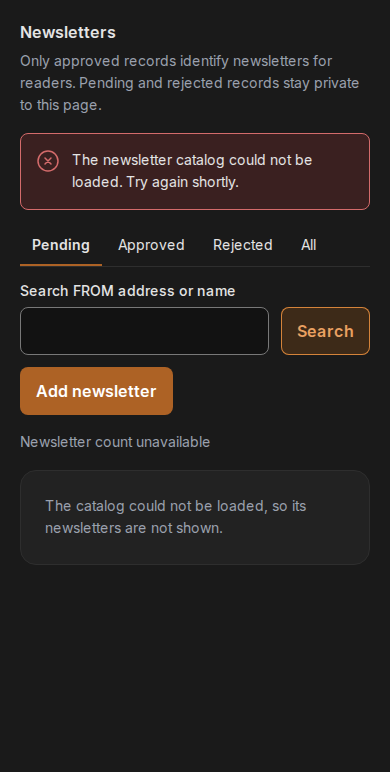 Newsletters
Only approved records identify newsletters for
readers. Pending and rejected records stay private
to this page.
The newsletter catalog could not be
loaded. Try again shortly.
Pending Approved Rejected All
Search FROM address or name
Search
Add newsletter
Newsletter count unavailable
The catalog could not be loaded, so its
newsletters are not shown.